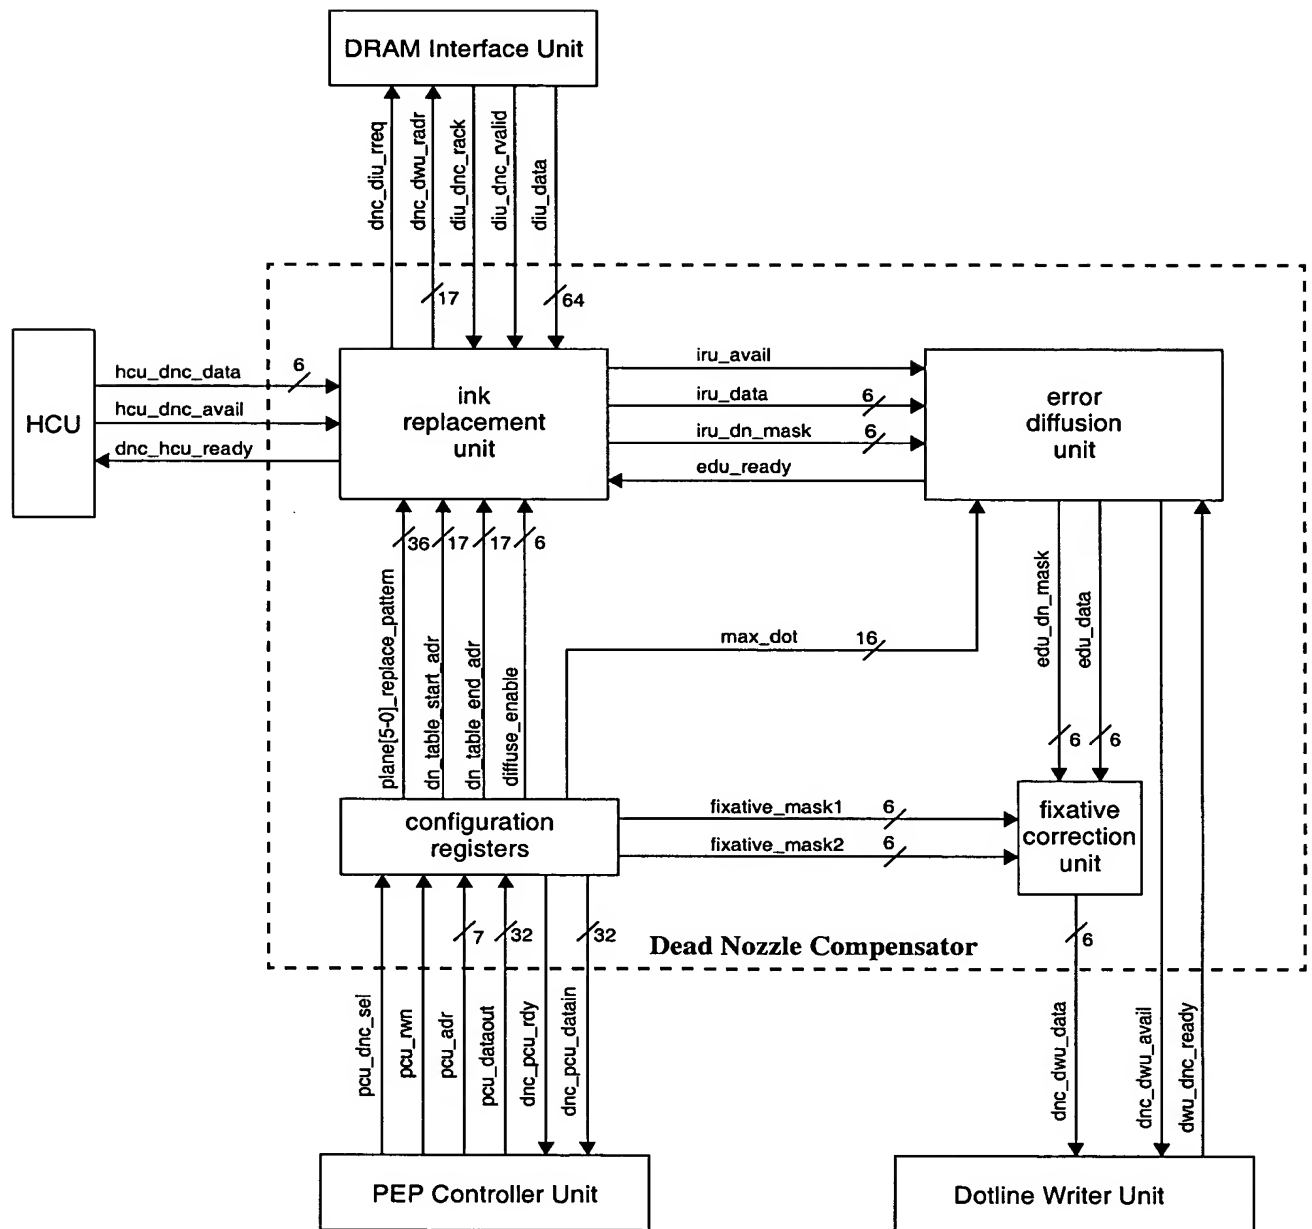 DRAM Interface Unit
dnc_diu_rreq
dnc_dwu_radr
diu_dnc_rack
diu_dnc_rvalid
diu_data
17
64
HCU
hcu_dnc_data
6
hcu_dnc_avail
dnc_hcu_ready
ink
replacement
unit
iru_avail
iru_data
6
iru_dn_mask
6
edu_ready
error
diffusion
unit
36
17
17
6
plane[5-0]_replace_pattern
dn_table_start_adr
dn_table_end_adr
diffuse_enable
max_dot
16
edu_dn_mask
edu_data
6
6
configuration
registers
fixative_mask1
6
fixative_mask2
6
fixative
correction
unit
7
32
32
Dead Nozzle Compensator
6
pcu_dnc_sel
pcu_rwn
pcu_adr
pcu_dataout
dnc_pcu_rdy
dnc_pcu_datain
dnc_dwu_data
dnc_dwu_avail
dwu_dnc_ready
PEP Controller Unit
Dotline Writer Unit